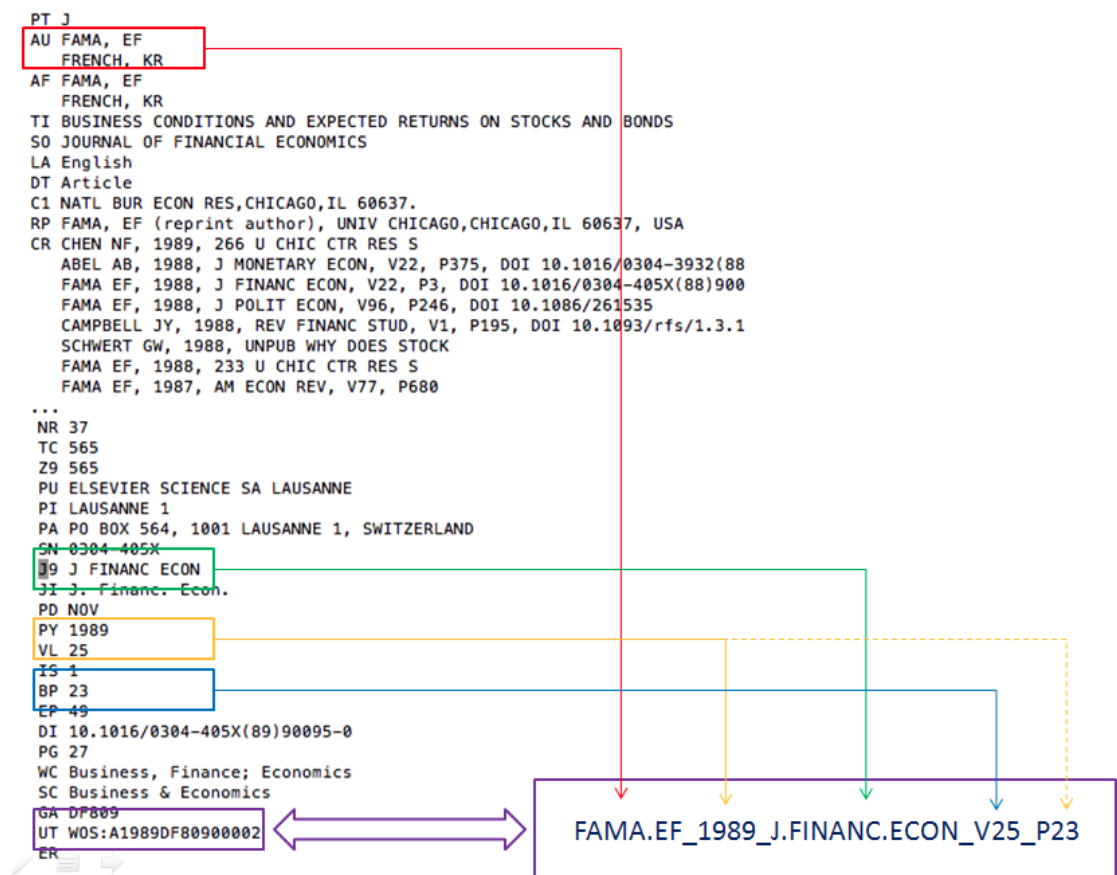 PT J
AU FAMA, EF
FRENCH, KR
AF FAMA, EF
FRENCH, KR
TI BUSINESS CONDITIONS AND EXPECTED RETURNS ON STOCKS AND BONDS
SO JOURNAL OF FINANCIAL ECONOMICS
LA English
DT Article
C1 NATL BUR ECON RES,CHICAGO,IL 60637.
RP FAMA, EF (reprint author), UNIV CHICAGO,CHICAGO,IL 60637, USA
CR CHEN NF, 1989, 266 U CHIC CTR RES S
ABEL AB, 1988, J MONETARY ECON, V22, P375, DOI 10.1016/0304-3932(88
FAMA EF, 1988, J FINANC ECON, V22, P3, DOI 10.1016/0304-405X(88)900
FAMA EF, 1988, J POLIT ECON, V96, P246, DOI 10.1086/261535
CAMPBELL JY, 1988, REV FINANC STUD, V1, P195, DOI 10.1093/rfs/1.3.1
SCHWERT GW, 1988, UNPUB WHY DOES STOCK
FAMA EF, 1988, 233 U CHIC CTR RES S
FAMA EF, 1987, AM ECON REV, V77, P680
...
NR 37
TC 565
Z9 565
PU ELSEVIER SCIENCE SA LAUSANNE
PI LAUSANNE 1
PA PO BOX 564, 1001 LAUSANNE 1, SWITZERLAND
SN 0304-405X
J9 J FINANC ECON
JI J. Financ. Econ.
PD NOV
PY 1989
VL 25
IS 1
BP 23
EP 49
DI 10.1016/0304-405X(89)90095-0
PG 27
WC Business, Finance; Economics
SC Business & Economics
GA DF809
UT WOS:A1989DF80900002
ER
FAMA.EF_1989_J.FINANC.ECON_V25_P23